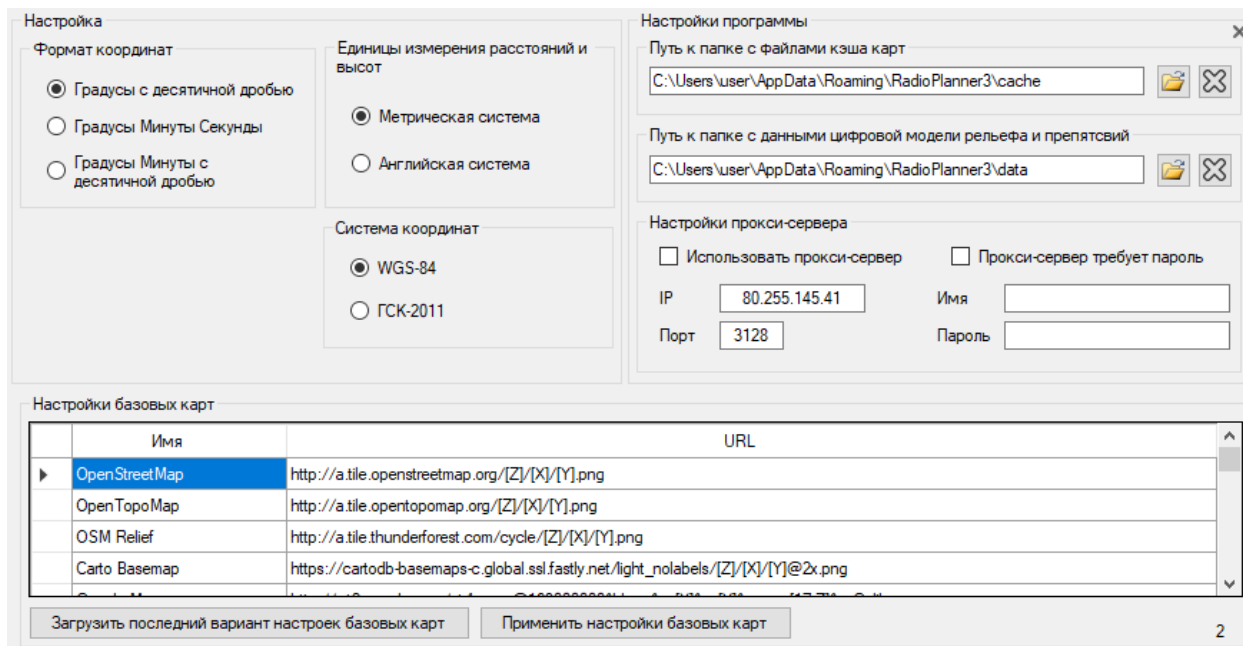 Настройка
Формат координат
Градусы с десятичной дробью
Градусы Минуты Секунды
Градусы Минуты с
десятичной дробью
Единицы измерения расстояний и
высот
Метрическая система
Английская система
Система координат
WGS-84
ГСК-2011
Настройки программы
Путь к папке с файлами кэша карт
C:\Users\user\AppData\Roaming\RadioPlanner3\cache
Путь к папке с данными цифровой модели рельефа и препятсвий
C:\Users\user\AppData\Roaming\RadioPlanner3\data
Настройки прокси-сервера
Использовать прокси-сервер Прокси-сервер требует пароль
IP 80.255.145.41 Имя
Порт 3128 Пароль
Настройки базовых карт
Имя URL
OpenStreetMap http://a.tile.openstreetmap.org/[Z]/[X]/[Y].png
OpenTopoMap http://a.tile.opentopomap.org/[Z]/[X]/[Y].png
OSM Relief http://a.tile.thunderforest.com/cycle/[Z]/[X]/[Y].png
Carto Basemap https://cartodb-basemaps-c.global.ssl.fastly.net/light_nolabels/[Z]/[X]/[Y]@2x.png
Загрузить последний вариант настроек базовых карт Применить настройки базовых карт 2